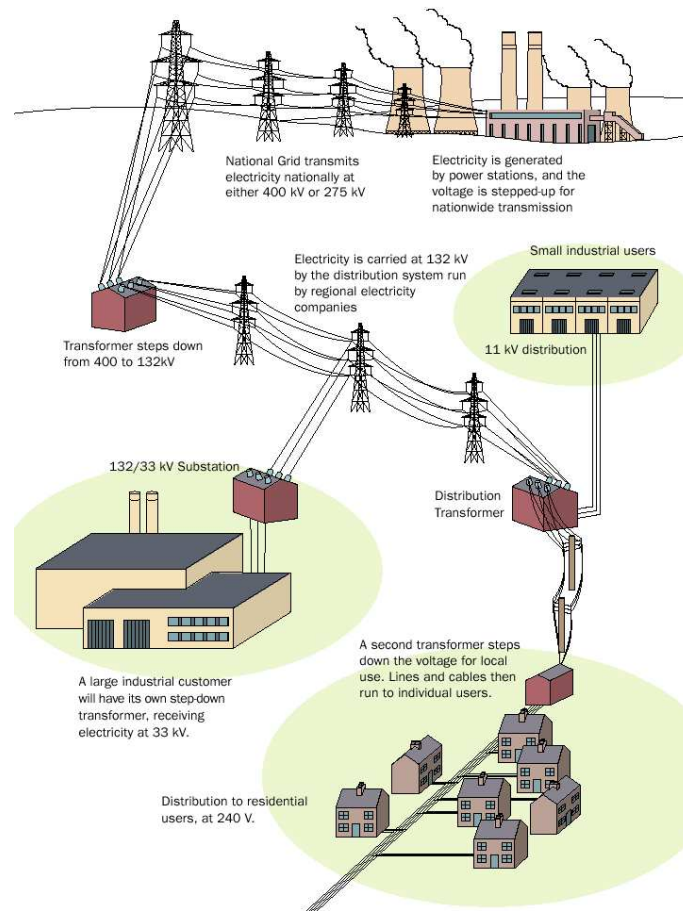 National Grid transmits
electricity nationally at
either 400 kV or 275 kV
Electricity is generated
by power stations, and the
voltage is stepped-up for
nationwide transmission
Electricity is carried at 132 kV
by the distribution system run
by regional electricity
companies
Small industrial users
11 kV distribution
Transformer steps down
from 400 to 132kV
132/33 kV Substation
Distribution
Transformer
A large industrial customer
will have its own step-down
transformer, receiving
electricity at 33 kV.
A second transformer steps
down the voltage for local
use. Lines and cables then
run to individual users.
Distribution to residential
users, at 240 V.